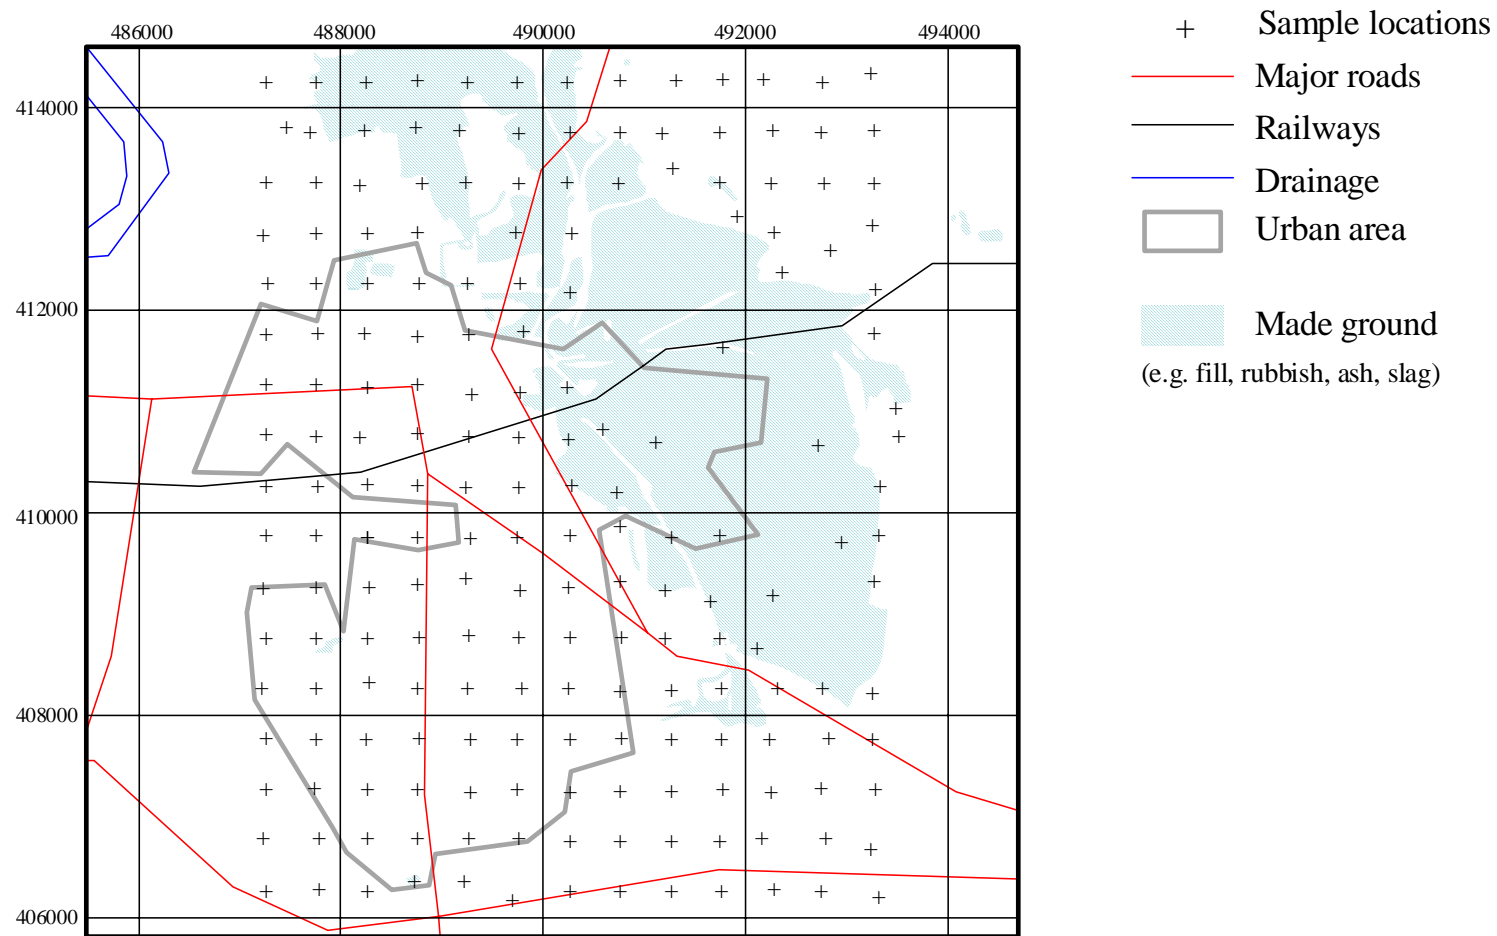 486000 488000 490000 492000 494000
414000
412000
410000
408000
406000
Sample locations
Major roads
Railways
Drainage
Urban area
Made ground
(e.g. fill, rubbish, ash, slag)